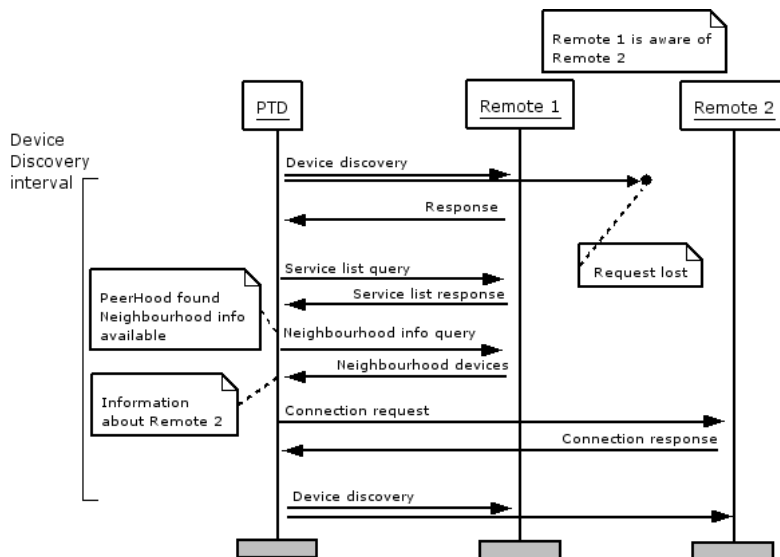 Remote 1 is aware of
Remote 2
PTD
Remote 1
Remote 2
Device
Discovery
interval
Device discovery
Response
Request lost
Service list query
Service list response
PeerHood found
Neighbourhood info
available
Neighbourhood info query
Neighbourhood devices
Information
about Remote 2
Connection request
Connection response
Device discovery